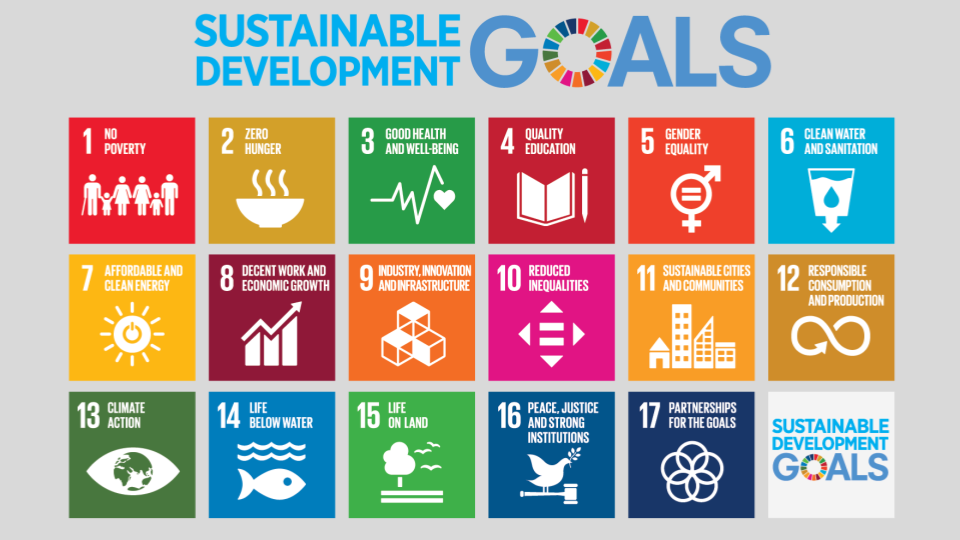 SUSTAINABLE
DEVELOPMENT GOALS
1 NO
POVERTY
2 ZERO
HUNGER
3 GOOD HEALTH
AND WELL-BEING
4 QUALITY
EDUCATION
5 GENDER
EQUALITY
6 CLEAN WATER
AND SANITATION
7 AFFORDABLE AND
CLEAN ENERGY
8 DECENT WORK AND
ECONOMIC GROWTH
9 INDUSTRY, INNOVATION
AND INFRASTRUCTURE
10 REDUCED
INEQUALITIES
11 SUSTAINABLE CITIES
AND COMMUNITIES
12 RESPONSIBLE
CONSUMPTION
AND PRODUCTION
13 CLIMATE
ACTION
14 LIFE
BELOW WATER
15 LIFE
ON LAND
16 PEACE, JUSTICE
AND STRONG
INSTITUTIONS
17 PARTNERSHIPS
FOR THE GOALS
SUSTAINABLE
DEVELOPMENT
GOALS